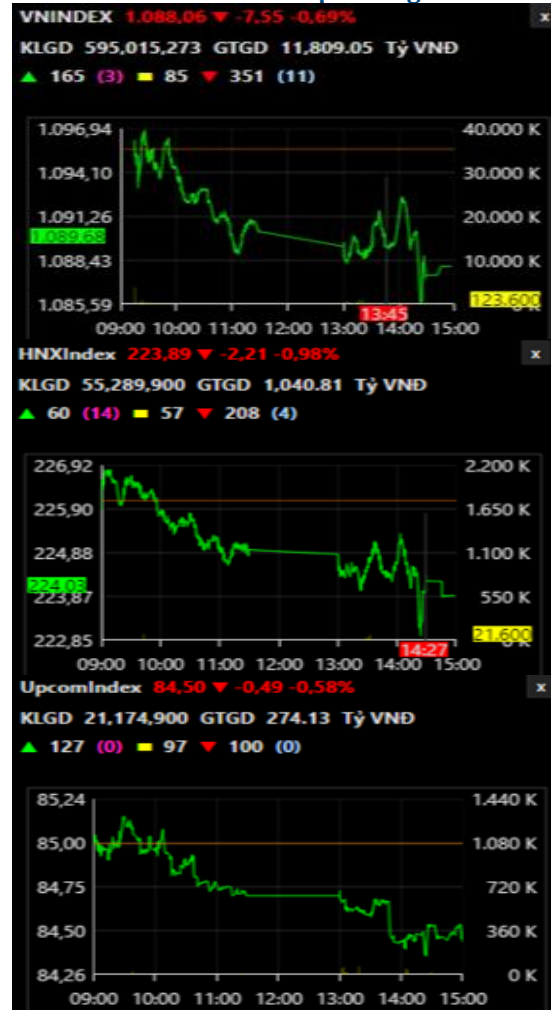 VNINDEX 1.088,06 ▼ -7,55 -0,69% x
KLGD 595,015,273 GTGD 11,809.05 Tỷ VNĐ
▲ 165 (3) ■ 85 ▼ 351 (11)
1.096,94 40.000 K
1.094,10 30.000 K
1.091,26 20.000 K
1.089,68
1.088,43 10.000 K
1.085,59 123.600 K
13:45
09:00 10:00 11:00 12:00 13:00 14:00 15:00
HNXIndex 223,89 ▼ -2,21 -0,98% x
KLGD 55,289,900 GTGD 1,040.81 Tỷ VNĐ
▲ 60 (14) ■ 57 ▼ 208 (4)
226,92 2.200 K
225,90 1.650 K
224,88 1.100 K
224,03
223,87 550 K
222,85 21.600 K
14:27
09:00 10:00 11:00 12:00 13:00 14:00 15:00
UpcomIndex 84,50 ▼ -0,49 -0,58% x
KLGD 21,174,900 GTGD 274.13 Tỷ VNĐ
▲ 127 (0) ■ 97 ▼ 100 (0)
85,24 1.440 K
85,00 1.080 K
84,75 720 K
84,50 360 K
84,26 0 K
09:00 10:00 11:00 12:00 13:00 14:00 15:00